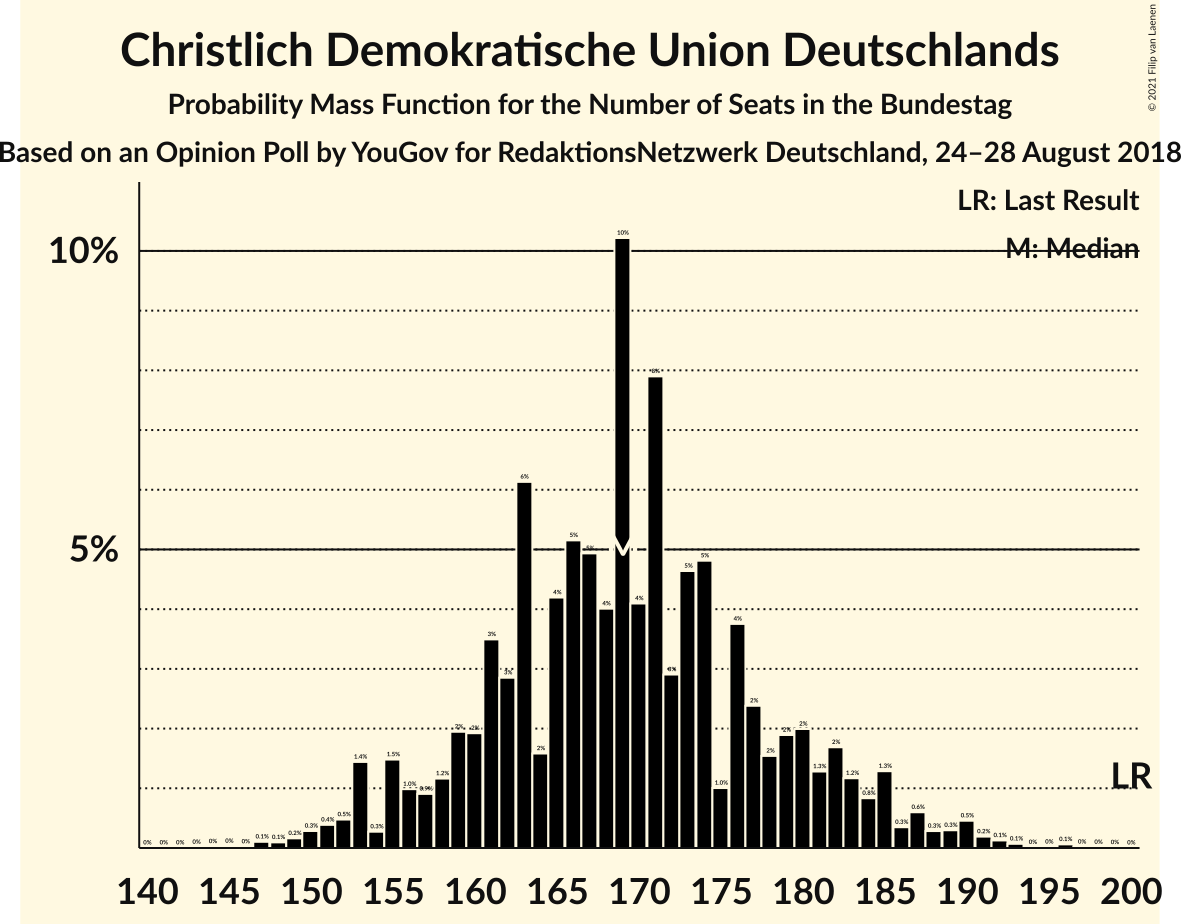 Christlich Demokratische Union Deutschlands
Probability Mass Function for the Number of Seats in the Bundestag
Based on an Opinion Poll by YouGov for RedaktionsNetzwerk Deutschland, 24–28 August 2018
© 2021 Filip van Laenen
LR: Last Result
M: Median
10%
5%
0% 0% 0% 0% 0% 0% 0% 0.1% 0.1% 0.2% 0.3% 0.4% 0.5% 1.4% 0.3% 1.5% 1.0% 0.9% 1.2% 2% 2% 3% 3% 6% 2% 4% 5% 5% 4% 10% 4% 8% 3% 5% 5% 1.0% 4% 2% 2% 2% 2% 1.3% 2% 1.2% 0.8% 1.3% 0.3% 0.6% 0.3% 0.3% 0.5% 0.2% 0.1% 0.1% 0% 0% 0.1% 0% 0% 0% 0%
M
LR
140 145 150 155 160 165 170 175 180 185 190 195 200